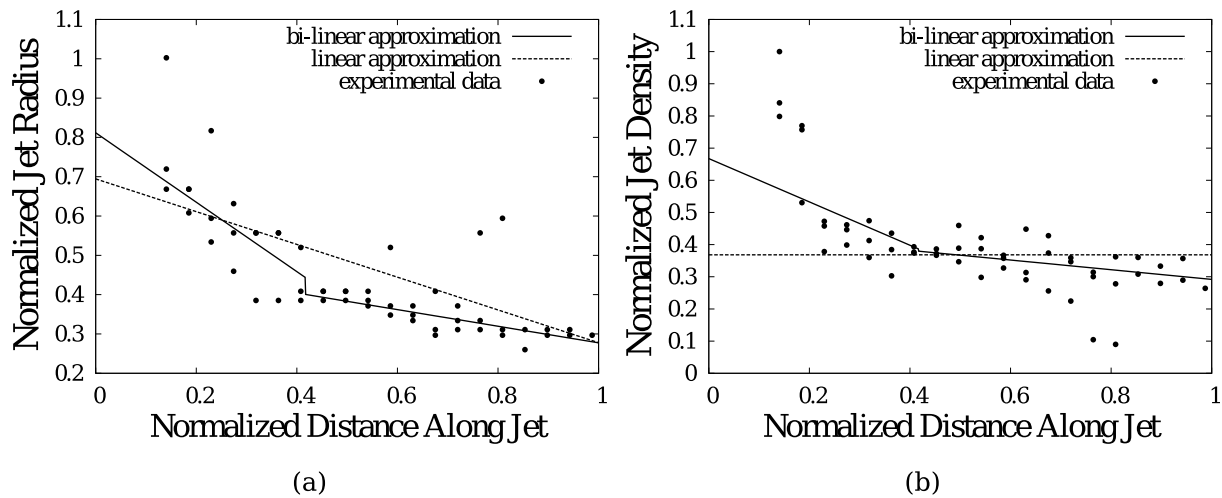 1.1
1
0.9
0.8
0.7
0.6
0.5
0.4
0.3
0.2
Normalized Jet Radius
bi-linear approximation
linear approximation
experimental data
0 0.2 0.4 0.6 0.8 1
Normalized Distance Along Jet
(a)
1.1
1
0.9
0.8
0.7
0.6
0.5
0.4
0.3
0.2
0.1
0
Normalized Jet Density
bi-linear approximation
linear approximation
experimental data
0 0.2 0.4 0.6 0.8 1
Normalized Distance Along Jet
(b)